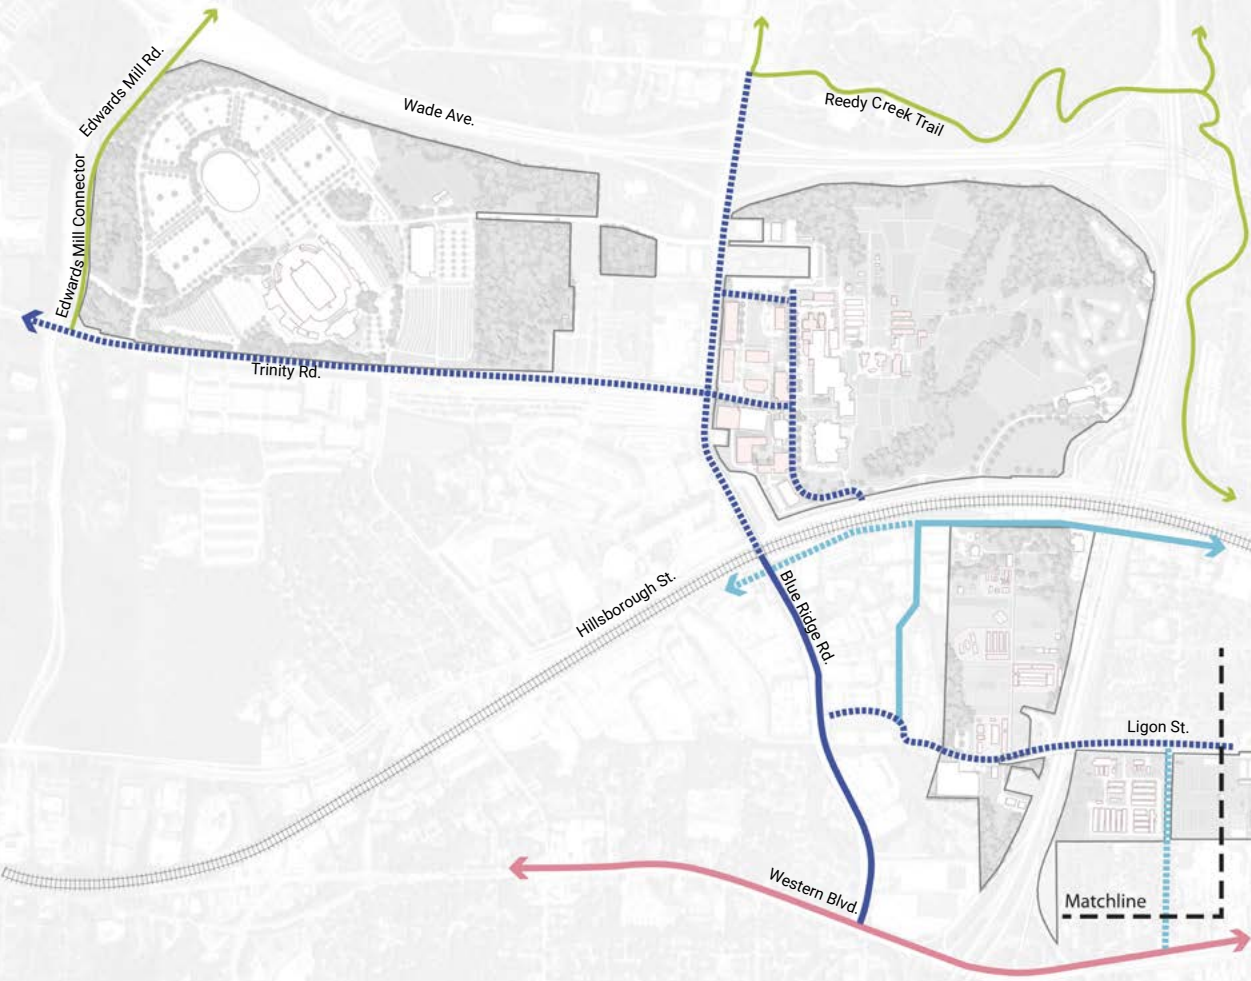 Edwards Mill Rd.
Wade Ave.
Reedy Creek Trail
Edwards Mill Connector
Trinity Rd.
Hillsborough St.
Blue Ridge Rd.
Ligon St.
Western Blvd.
Matchline